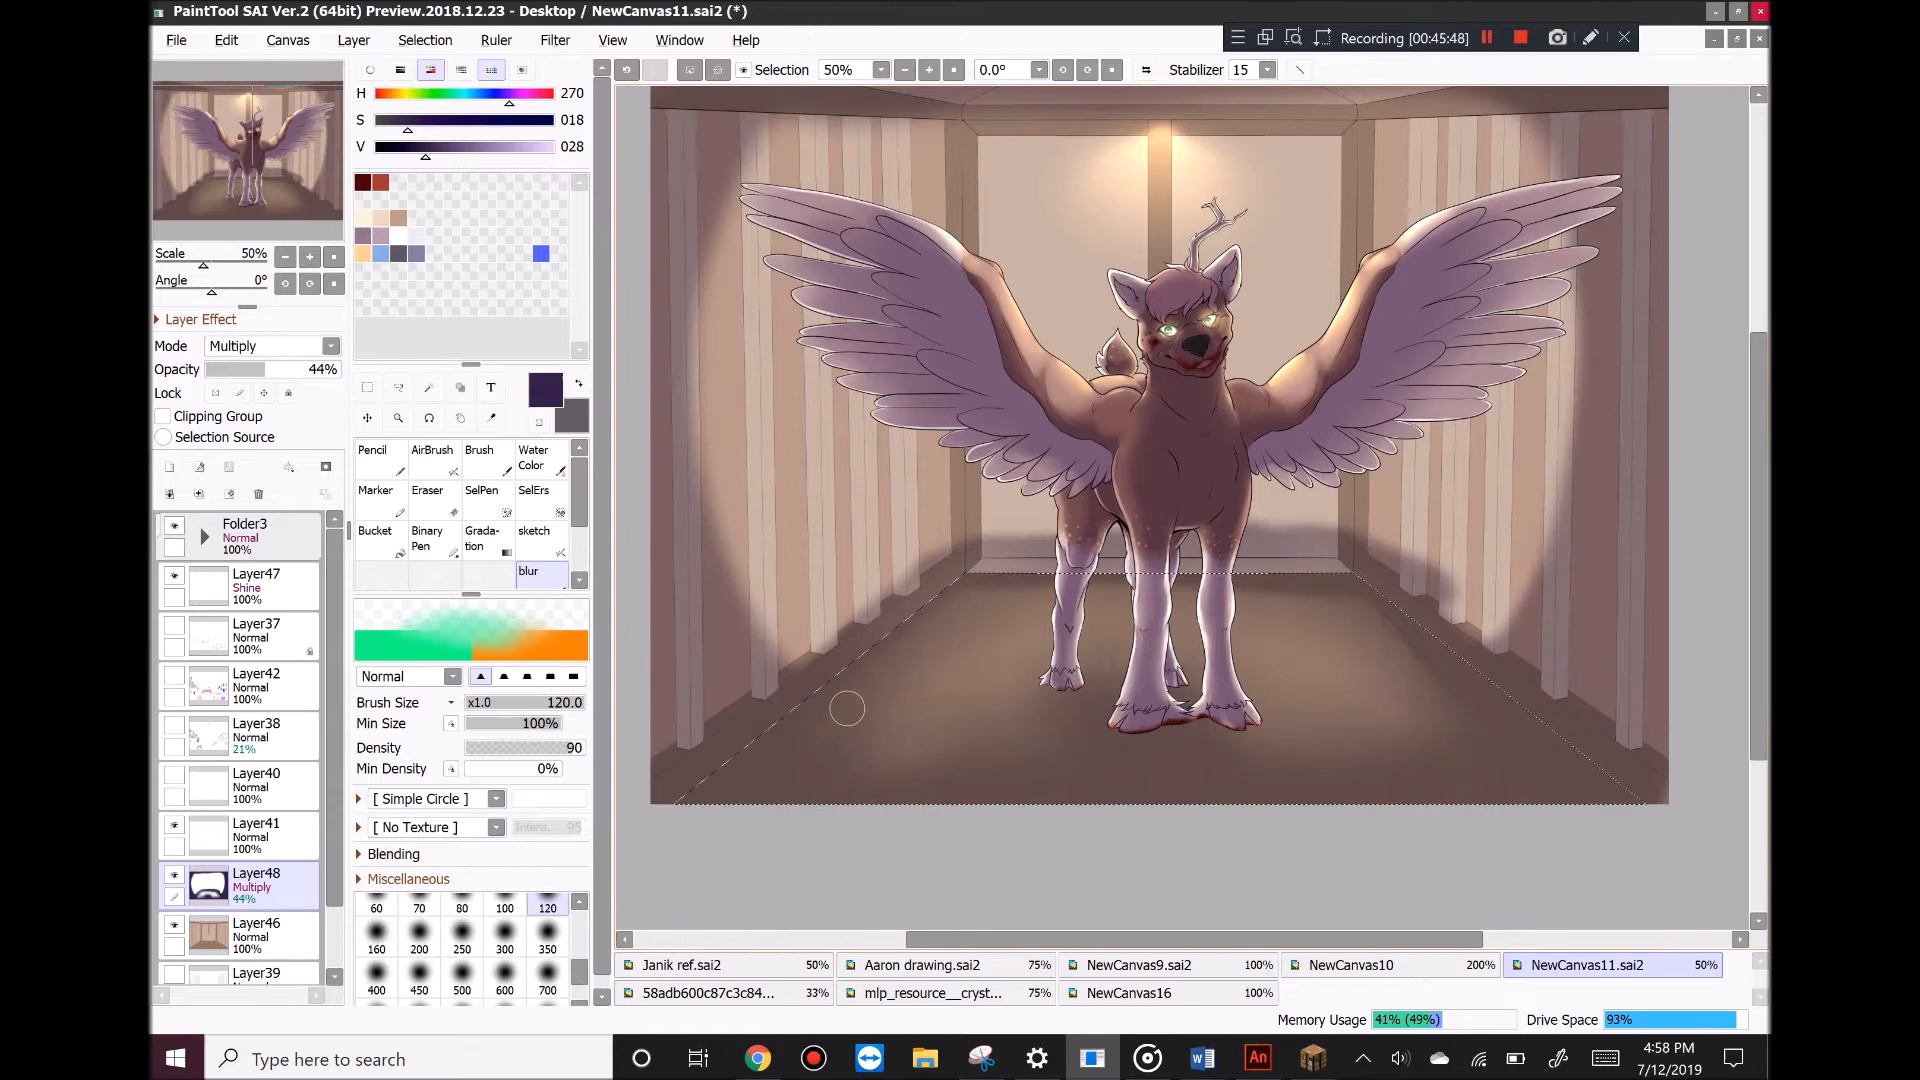 PaintTool SAI Ver.2 (64bit) Preview.2018.12.23 - Desktop / NewCanvas11.sai2 (*)
File Edit Canvas Layer Selection Ruler Filter View Window Help
Recording [00:45:48]
Selection 50% 0.0° Stabilizer 15
H 270
S 018
V 028
Scale 50%
Angle 0°
Layer Effect
Mode Multiply
Opacity 44%
Lock
Clipping Group
Selection Source
Folder3
Normal
100%
Layer47
Shine
100%
Layer37
Normal
100%
Layer42
Normal
100%
Layer38
Normal
21%
Layer40
Normal
100%
Layer41
Normal
100%
Layer48
Multiply
44%
Layer46
Normal
100%
Layer39
T
Pencil AirBrush Brush Water Color
Marker Eraser SelPen SelErs
Bucket Binary Pen Grada-tion sketch
blur
Normal
Brush Size x1.0 120.0
Min Size 100%
Density 90
Min Density 0%
[ Simple Circle ]
[ No Texture ] Intens. 95
Blending
Miscellaneous
60 70 80 100 120
160 200 250 300 350
400 450 500 600 700
Janik ref.sai2 50% Aaron drawing.sai2 75% NewCanvas9.sai2 100% NewCanvas10 200% NewCanvas11.sai2 50%
58adb600c87c3c84... 33% mlp_resource__cryst... 75% NewCanvas16 100%
Memory Usage 41% (49%) Drive Space 93%
Type here to search
An
4:58 PM
7/12/2019